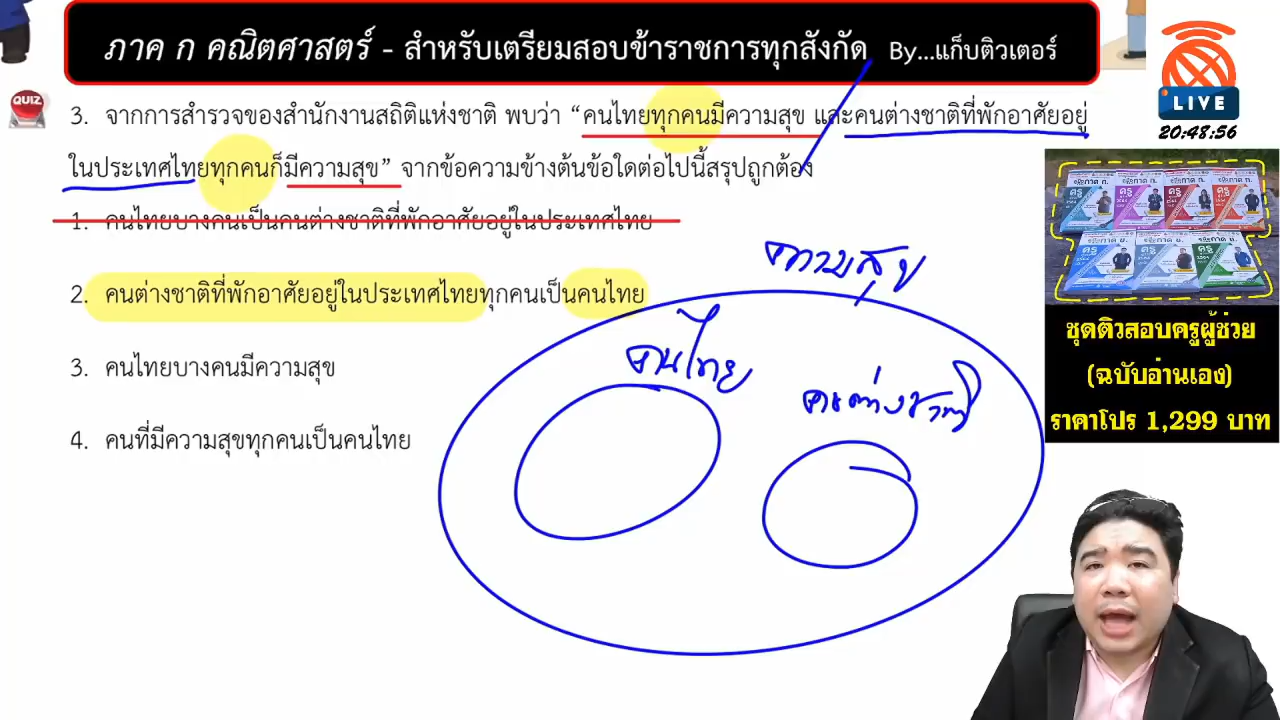 ภาค ก คณิตศาสตร์ - สำหรับเตรียมสอบข้าราชการทุกสังกัด By...แก็บติวเตอร์
LIVE
20:48:56
QUIZ
3. จากการสำรวจของสำนักงานสถิติแห่งชาติ พบว่า “คนไทยทุกคนมีความสุข และคนต่างชาติที่พักอาศัยอยู่
ในประเทศไทยทุกคนก็มีความสุข” จากข้อความข้างต้นข้อใดต่อไปนี้สรุปถูกต้อง
1. คนไทยบางคนเป็นคนต่างชาติที่พักอาศัยอยู่ในประเทศไทย
2. คนต่างชาติที่พักอาศัยอยู่ในประเทศไทยทุกคนเป็นคนไทย
3. คนไทยบางคนมีความสุข
4. คนที่มีความสุขทุกคนเป็นคนไทย
ความสุข
คนไทย
คนต่างชาติ
ชุดติวสอบครูผู้ช่วย
(ฉบับอ่านเอง)
ราคาโปร 1,299 บาท